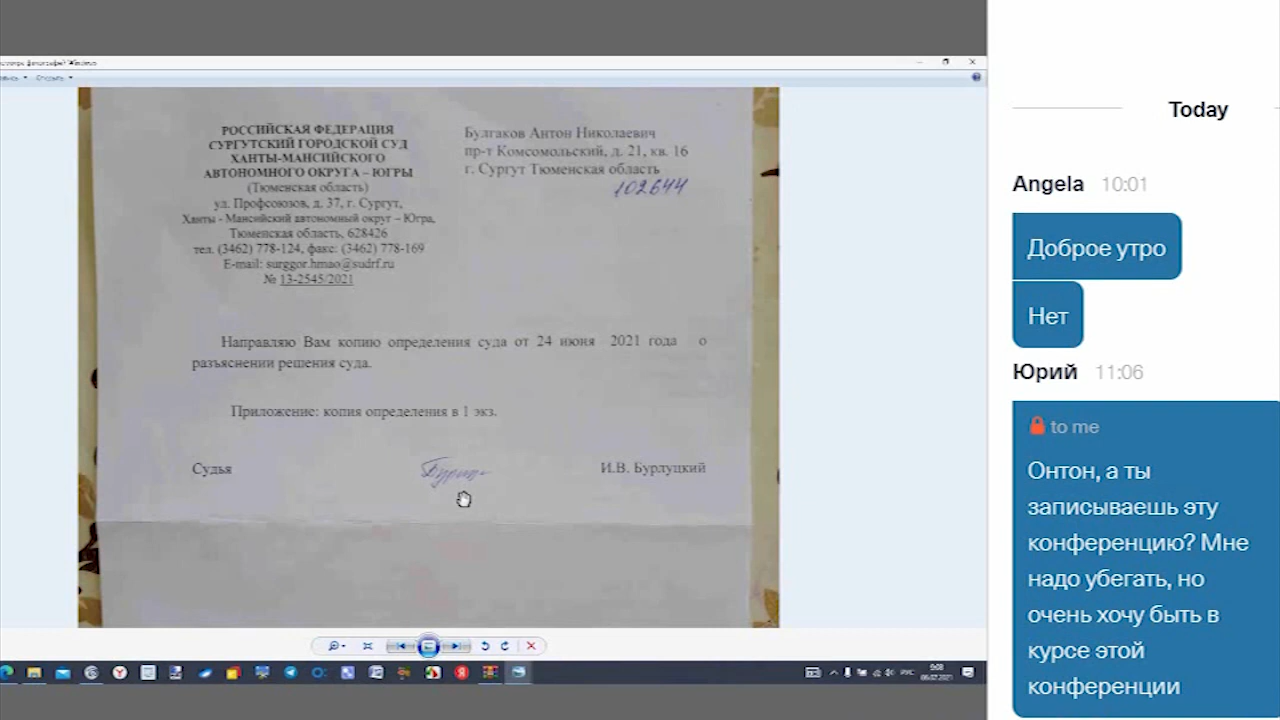 Открыть
РОССИЙСКАЯ ФЕДЕРАЦИЯ
СУРГУТСКИЙ ГОРОДСКОЙ СУД
ХАНТЫ-МАНСИЙСКОГО
АВТОНОМНОГО ОКРУГА – ЮГРЫ
(Тюменская область)
ул. Профсоюзов, д. 37, г. Сургут,
Ханты - Мансийский автономный округ – Югра,
Тюменская область, 628426
тел. (3462) 778-124, факс: (3462) 778-169
E-mail: surggor.hmao@sudrf.ru
№ 13-2545/2021
Булгаков Антон Николаевич
пр-т Комсомольский, д. 21, кв. 16
г. Сургут Тюменская область
102644
Направляю Вам копию определения суда от 24 июня 2021 года о
разъяснении решения суда.
Приложение: копия определения в 1 экз.
Судья
И.В. Бурлуцкий
РУС
Today
Angela 10:01
Доброе утро
Нет
Юрий 11:06
to me
Онтон, а ты
записываешь эту
конференцию? Мне
надо убегать, но
очень хочу быть в
курсе этой
конференции